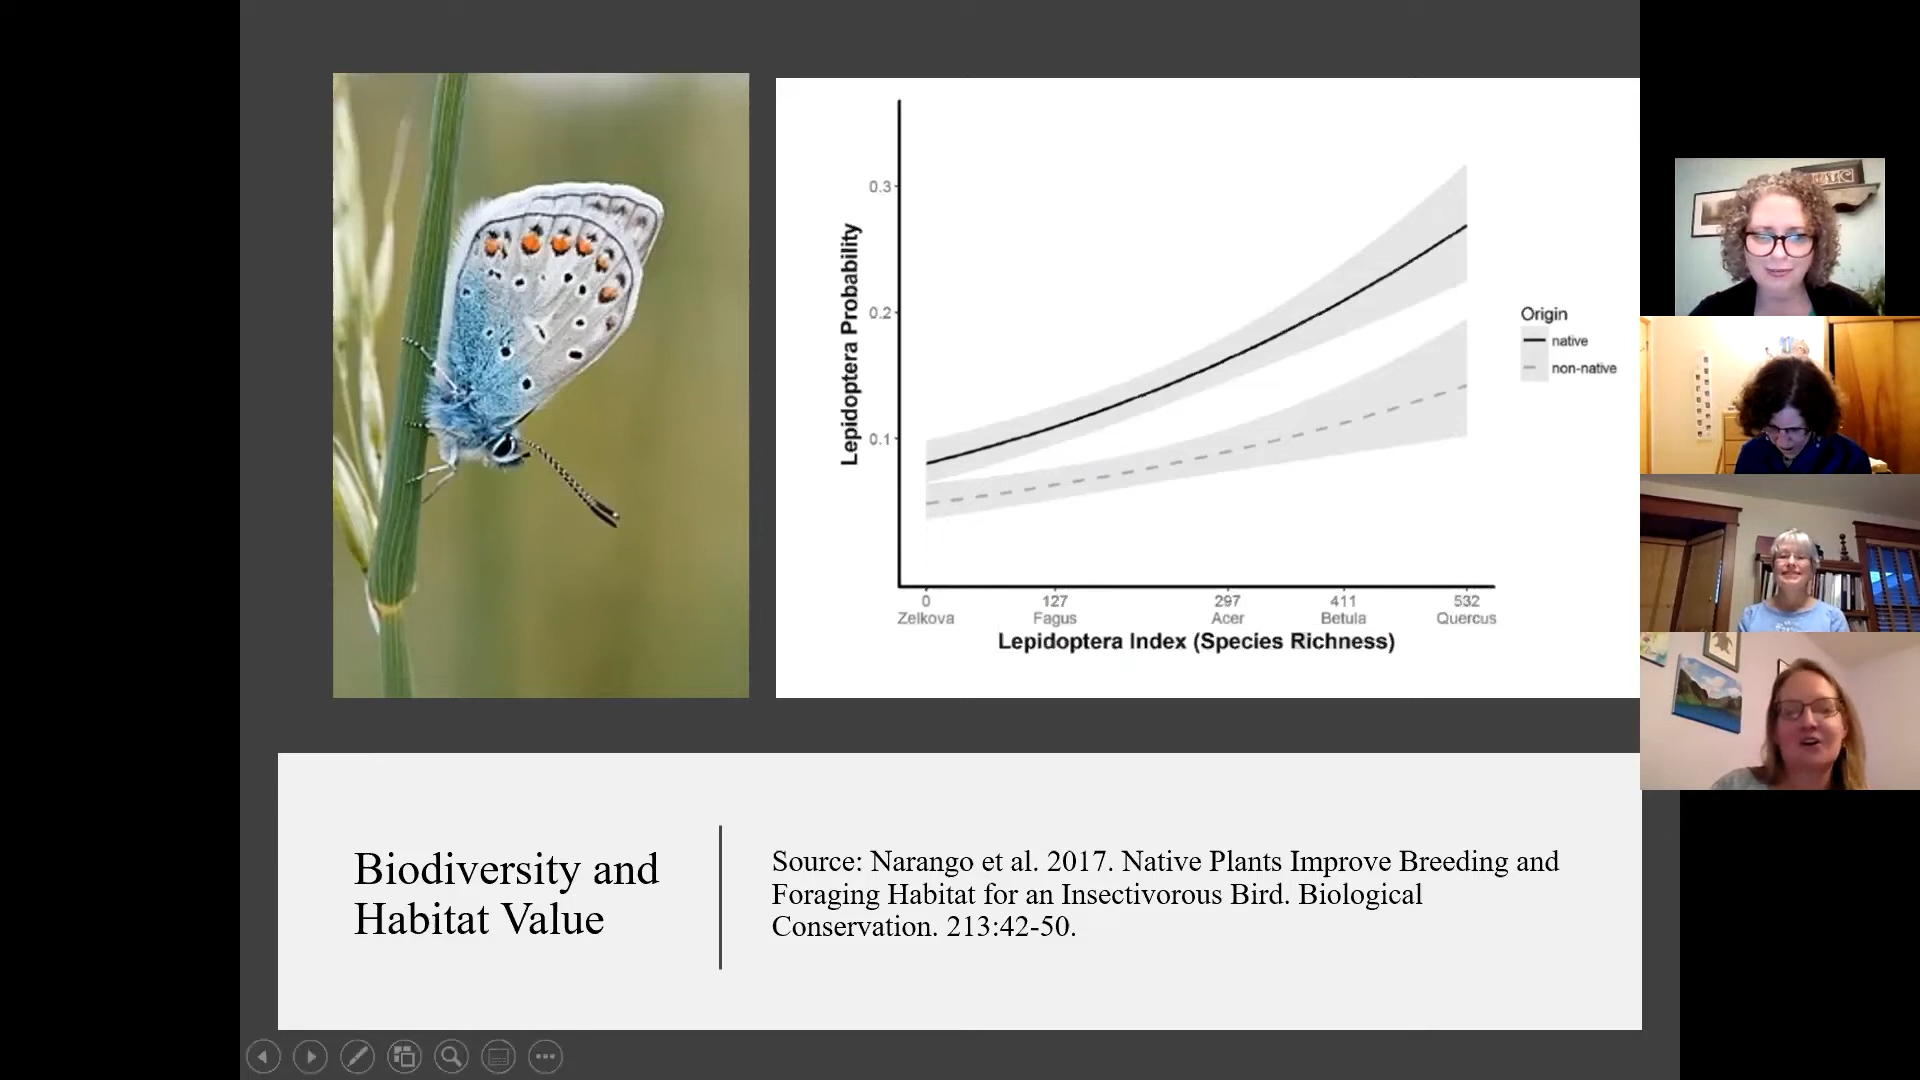 0.3
0.2
0.1
Lepidoptera Probability
0
127
297
411
532
Zelkova
Fagus
Acer
Betula
Quercus
Lepidoptera Index (Species Richness)
Origin
native
non-native
Biodiversity and
Habitat Value
Source: Narango et al. 2017. Native Plants Improve Breeding and
Foraging Habitat for an Insectivorous Bird. Biological
Conservation. 213:42-50.